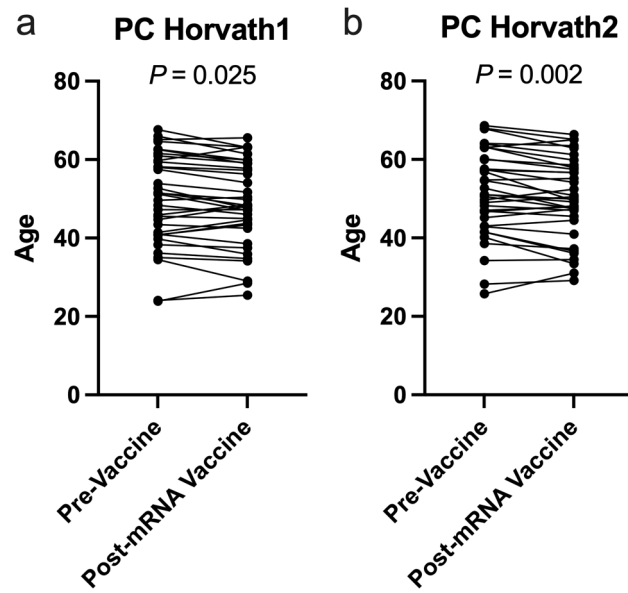 a PC Horvath1
P = 0.025
80
60
40
20
0
Age
Pre-Vaccine
Post-mRNA Vaccine
b PC Horvath2
P = 0.002
80
60
40
20
0
Age
Pre-Vaccine
Post-mRNA Vaccine